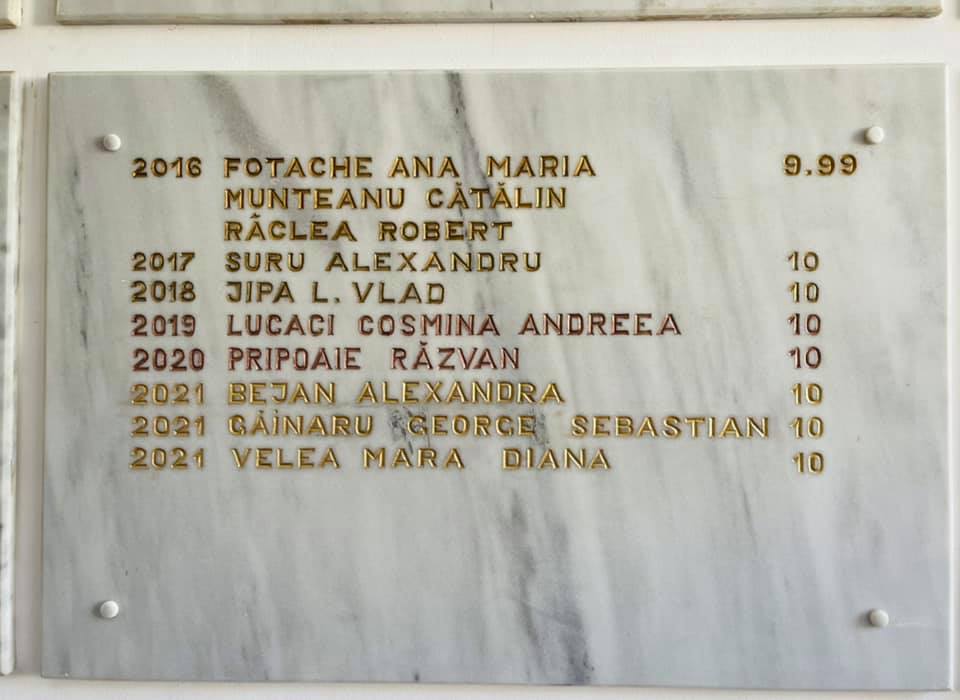 2016 FOTACHE ANA MARIA 9.99
MUNTEANU CĂTĂLIN
RÂCLEA ROBERT
2017 SURU ALEXANDRU 10
2018 JIPA L. VLAD 10
2019 LUCACI COSMINA ANDREEA 10
2020 PRIPOAIE RĂZVAN 10
2021 BEJAN ALEXANDRA 10
2021 GĂINARU GEORGE SEBASTIAN 10
2021 VELEA MARA DIANA 10